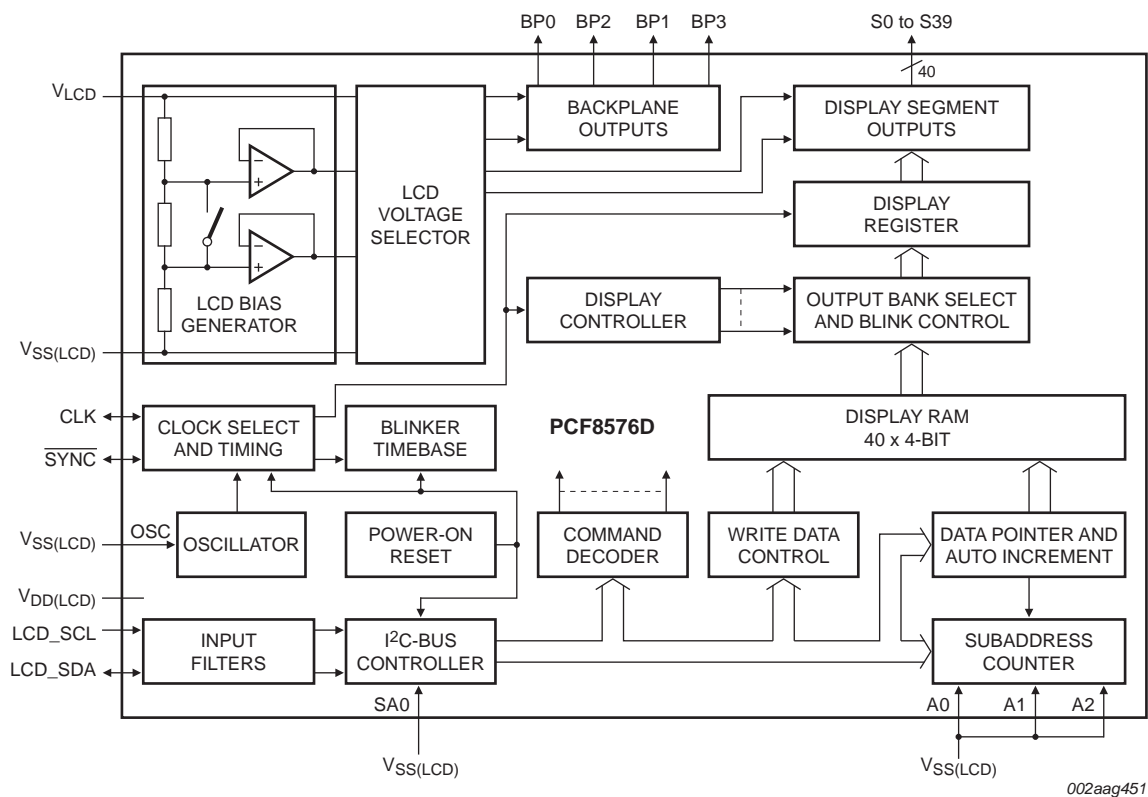 BP0 BP2 BP1 BP3 S0 to S39
40
VLCD
BACKPLANE
OUTPUTS
DISPLAY SEGMENT
OUTPUTS
−
+
−
+
LCD
VOLTAGE
SELECTOR
DISPLAY
REGISTER
LCD BIAS
GENERATOR
DISPLAY
CONTROLLER
OUTPUT BANK SELECT
AND BLINK CONTROL
VSS(LCD)
CLK
SYNC
CLOCK SELECT
AND TIMING
BLINKER
TIMEBASE
PCF8576D
DISPLAY RAM
40 x 4-BIT
VSS(LCD)
OSC
OSCILLATOR
POWER-ON
RESET
COMMAND
DECODER
WRITE DATA
CONTROL
DATA POINTER AND
AUTO INCREMENT
VDD(LCD)
LCD_SCL
LCD_SDA
INPUT
FILTERS
I2C-BUS
CONTROLLER
SUBADDRESS
COUNTER
SA0
A0 A1 A2
VSS(LCD)
VSS(LCD)
002aag451